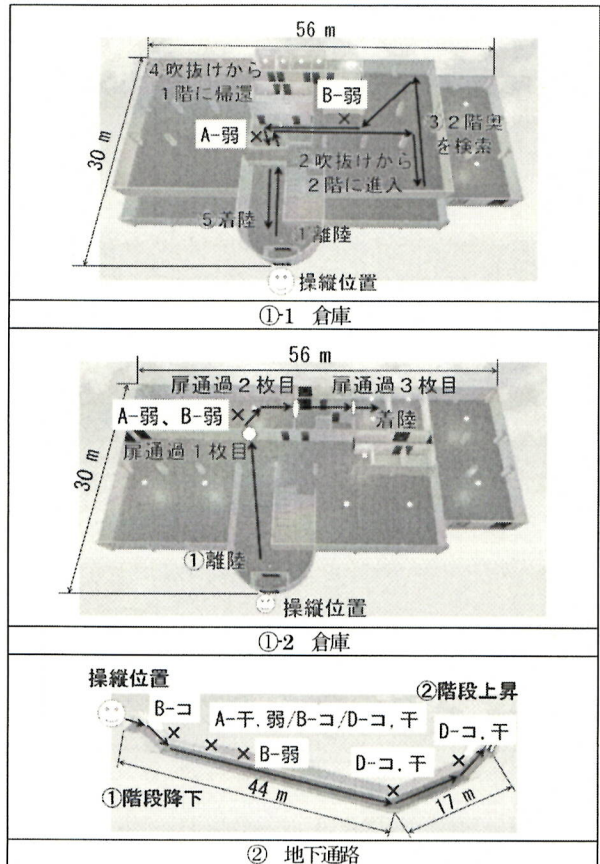 56 m
30 m
4吹抜けから
1階に帰還
B-弱
A-弱
3 2階奥
を検索
2吹抜けから
2階に進入
5着陸
1離陸
操縦位置
①-1 倉庫
56 m
30 m
扉通過2枚目
扉通過3枚目
A-弱、B-弱
着陸
扉通過1枚目
①離陸
操縦位置
①-2 倉庫
操縦位置
②階段上昇
B-コ
A-干.弱/B-コ/D-コ.干
D-コ.干
B-弱
D-コ.干
①階段降下
44 m
17 m
② 地下通路